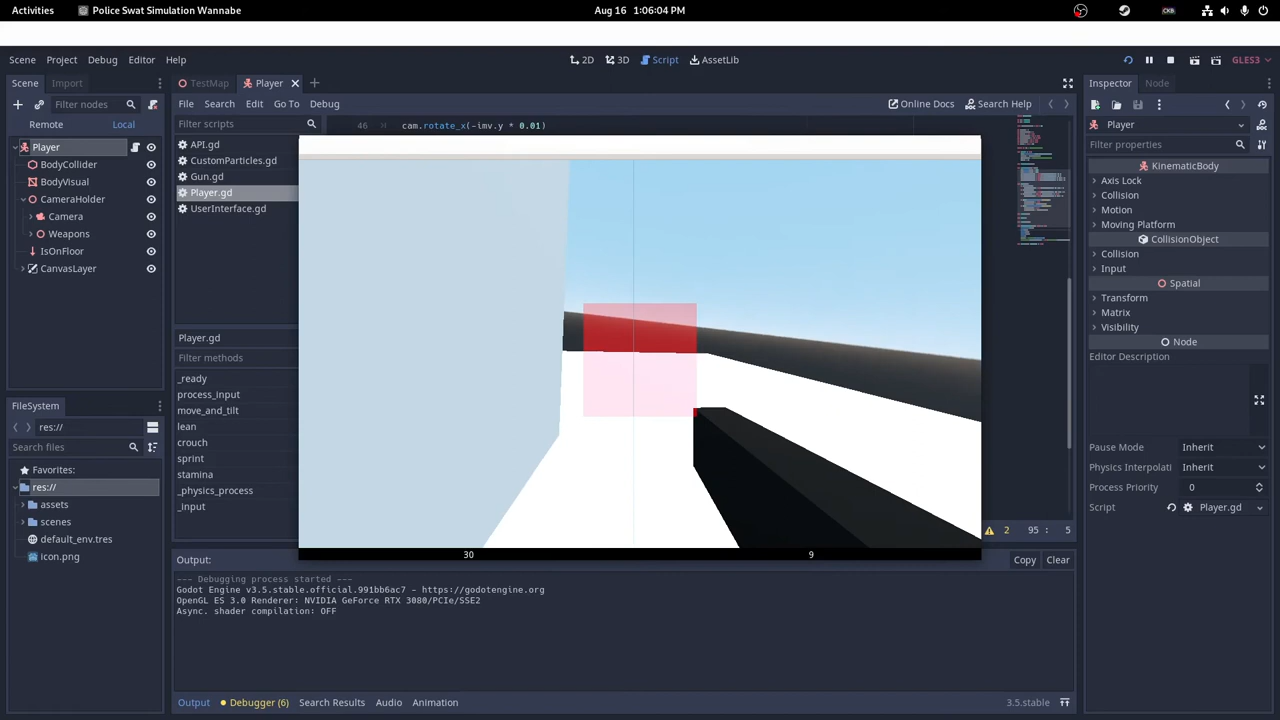 Activities
Police Swat Simulation Wannabe
Aug 16 1:06:04 PM
CKB
Scene Project Debug Editor Help
2D 3D Script AssetLib
GLES3
Scene Import
TestMap Player
Inspector Node
Filter nodes
File Search Edit Go To Debug
Online Docs Search Help
Remote Local
Filter scripts
46 cam.rotate_x(-imv.y * 0.01)
Player
Filter properties
Player
BodyCollider
BodyVisual
CameraHolder
Camera
Weapons
IsOnFloor
CanvasLayer
API.gd
CustomParticles.gd
Gun.gd
Player.gd
UserInterface.gd
KinematicBody
Axis Lock
Collision
Motion
Moving Platform
CollisionObject
Collision
Input
Spatial
Transform
Matrix
Visibility
Node
Editor Description
Player.gd
Filter methods
_ready
process_input
move_and_tilt
lean
crouch
sprint
stamina
_physics_process
_input
FileSystem
res://
Search files
Favorites:
res://
assets
scenes
default_env.tres
icon.png
Pause Mode Inherit
Physics Interpolati Inherit
Process Priority 0
Script Player.gd
2 95 : 5
30 9
Output:
Copy Clear
--- Debugging process started ---
Godot Engine v3.5.stable.official.991bb6ac7 - https://godotengine.org
OpenGL ES 3.0 Renderer: NVIDIA GeForce RTX 3080/PCIe/SSE2
Async. shader compilation: OFF
Output Debugger (6) Search Results Audio Animation
3.5.stable